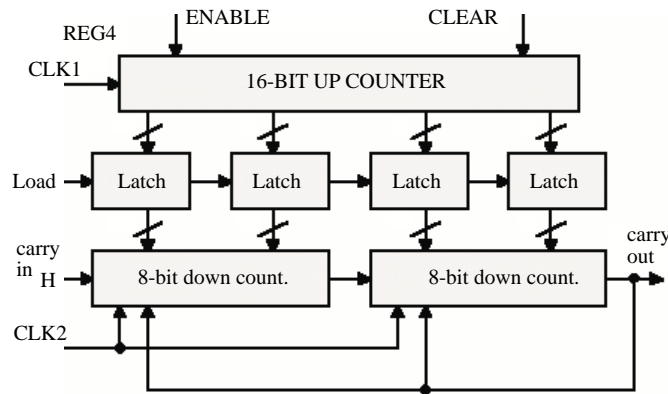 ENABLE
CLEAR
REG4
CLK1
16-BIT UP COUNTER
Load
Latch
Latch
Latch
Latch
carry
in
H
8-bit down count.
8-bit down count.
carry
out
CLK2